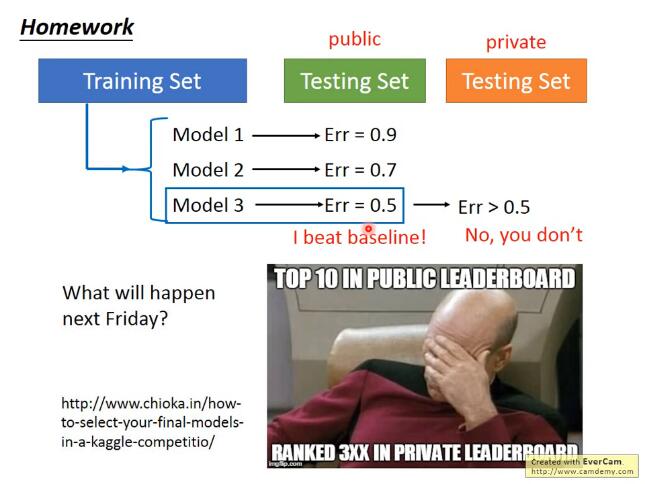 Homework
public
private
Training Set
Testing Set
Testing Set
Model 1
Err = 0.9
Model 2
Err = 0.7
Model 3
Err = 0.5
Err > 0.5
I beat baseline!
No, you don't
What will happen
next Friday?
http://www.chioka.in/how-
to-select-your-final-models-
in-a-kaggle-competitio/
TOP 10 IN PUBLIC LEADERBOARD
RANKED 3XX IN PRIVATE LEADERBOARD
imgflip.com
Created with EverCam.
http://www.camdemy.com